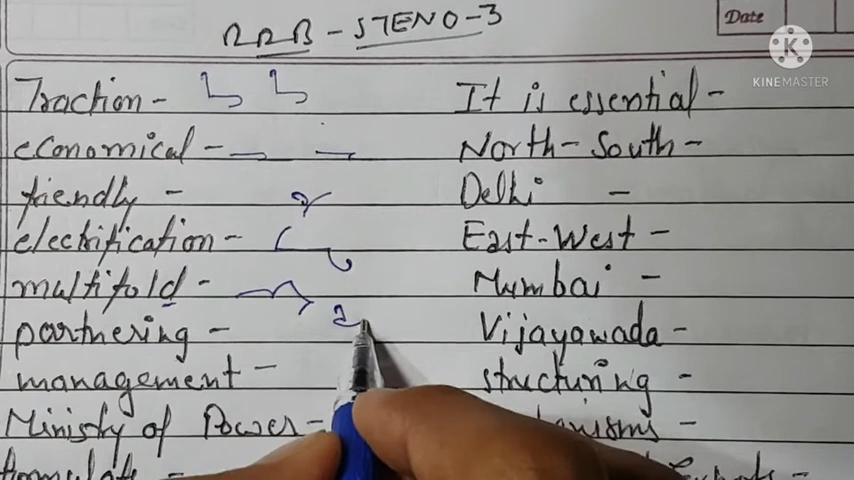 RRB - STENO-3
Date
KINEMASTER
Traction - It is essential -
economical - North-South -
friendly - Delhi -
electrification - East-West -
multifold - Mumbai -
partnering - Vijayawada -
management - structuring -
Ministry of Power -